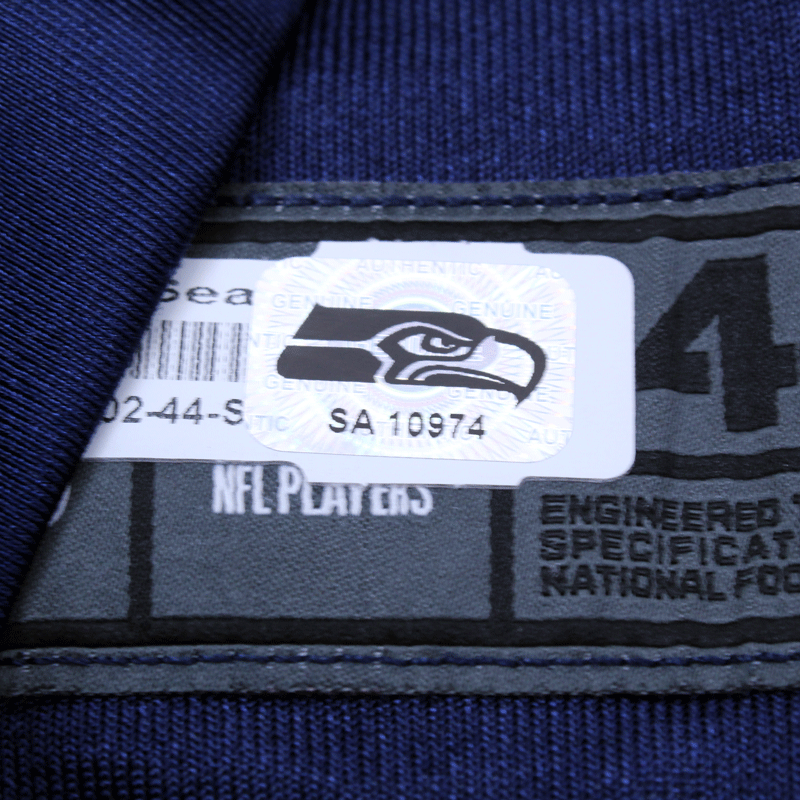 AUTHENTIC
GENUINE GENUINE
Sea
GENUINE
02-44-S
SA 10974
4
NFL PLAYERS
ENGINEERED
SPECIFICAT
NATIONAL FOO